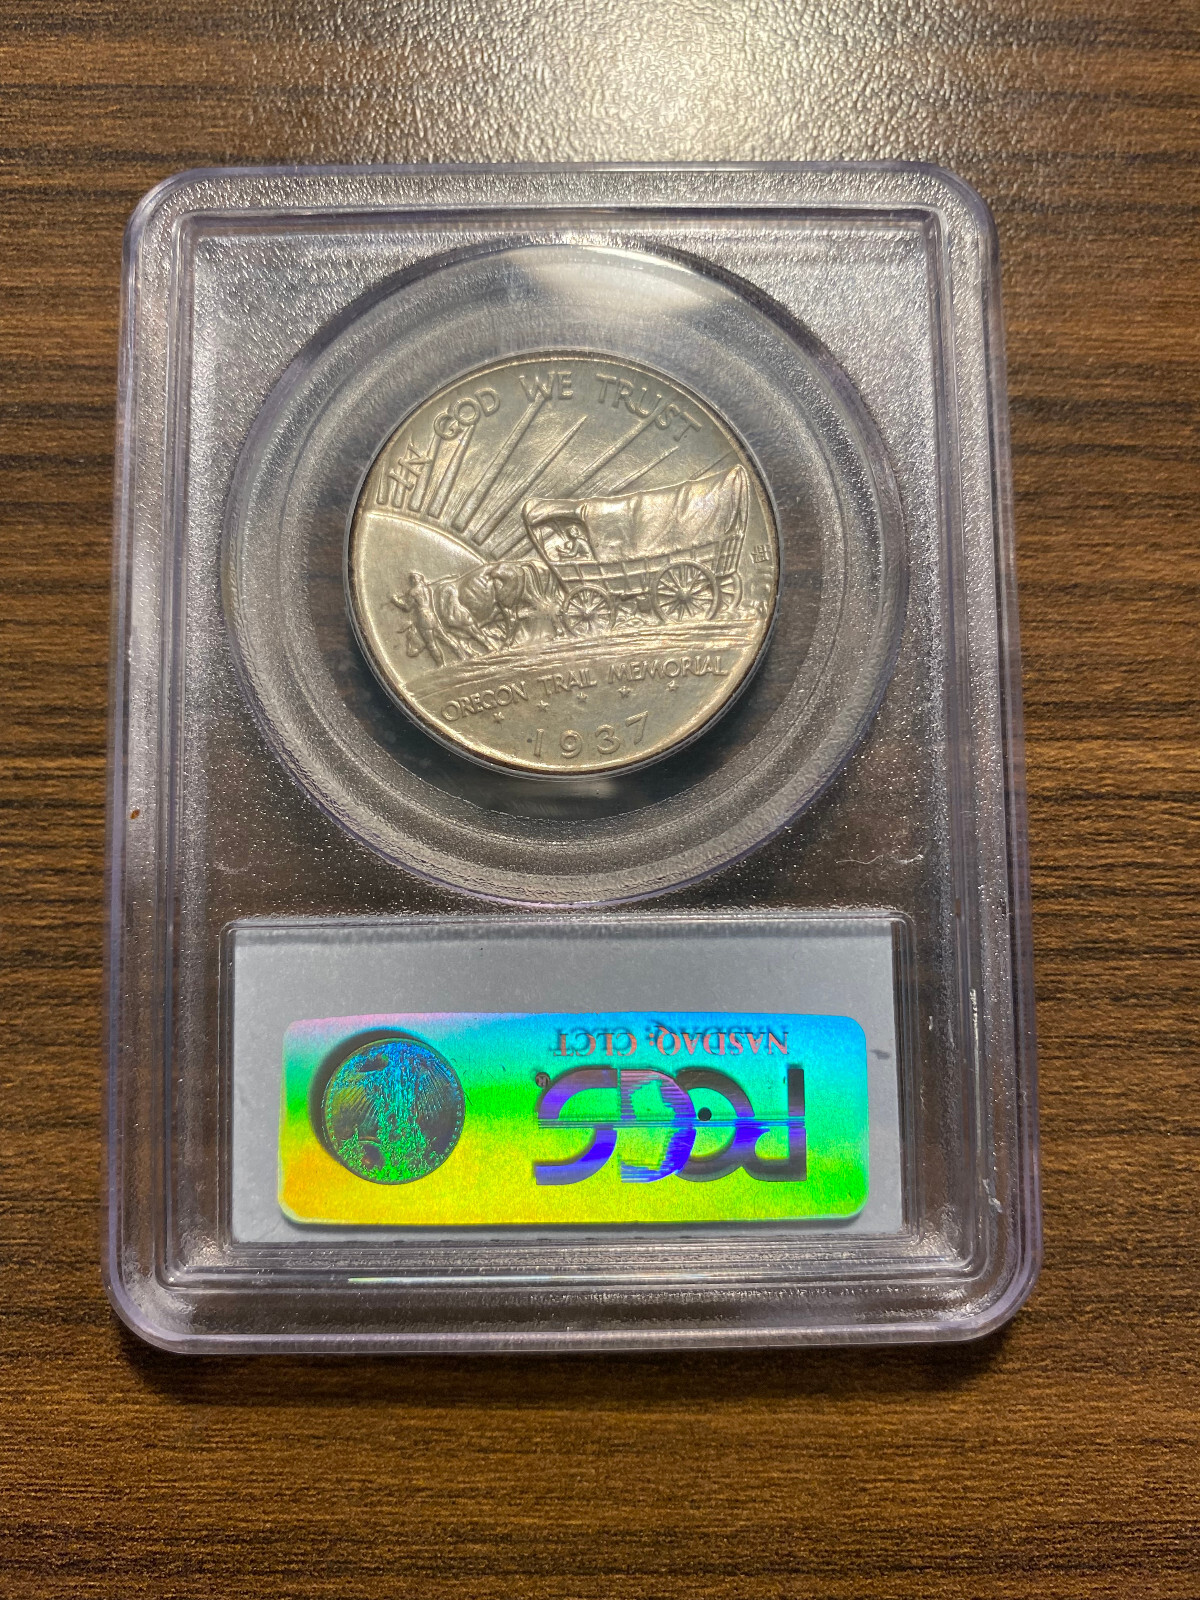 IN GOD WE TRUST
OREGON TRAIL MEMORIAL
1937
NASDAQ: CLCT
PCGS®